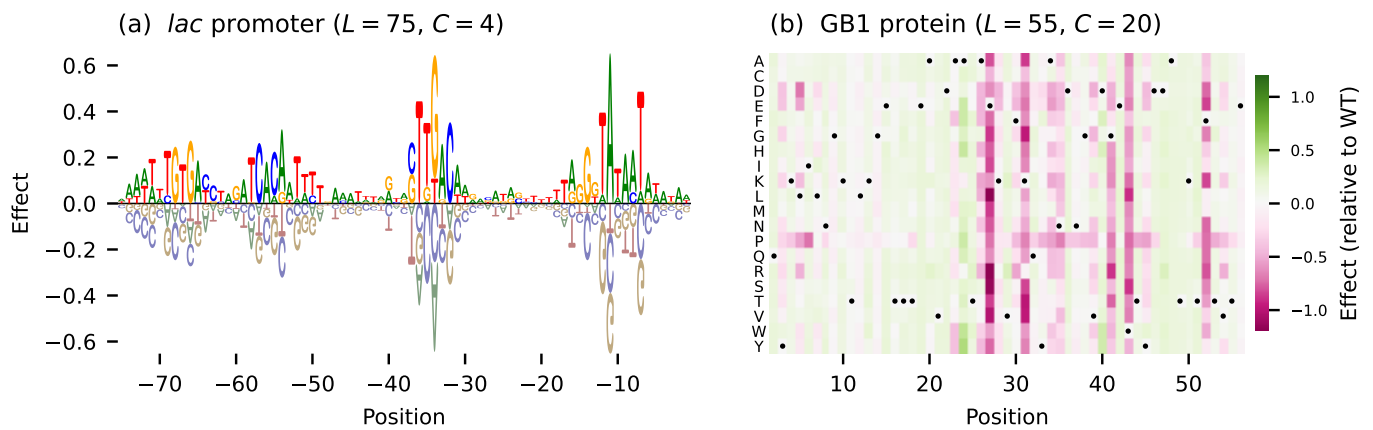 (a) lac promoter (L = 75, C = 4)
Effect
0.6
0.4
0.2
0.0
−0.2
−0.4
−0.6
−70 −60 −50 −40 −30 −20 −10
Position
(b) GB1 protein (L = 55, C = 20)
A
C
D
E
F
G
H
I
K
L
M
N
P
Q
R
S
T
V
W
Y
10 20 30 40 50
Position
1.0
0.5
0.0
−0.5
−1.0
Effect (relative to WT)